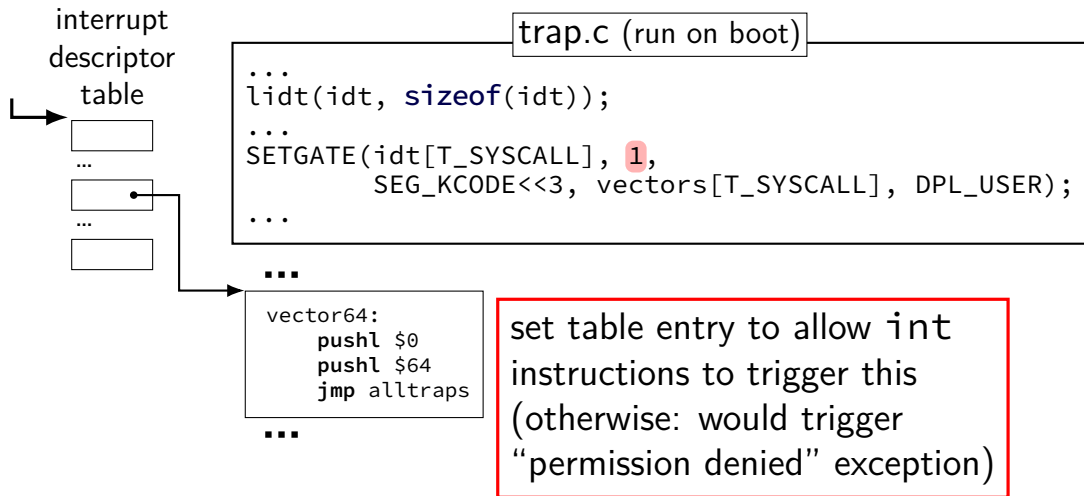 interrupt
descriptor
table
...
...
trap.c (run on boot)
...
lidt(idt, sizeof(idt));
...
SETGATE(idt[T_SYSCALL], 1,
        SEG_KCODE<<3, vectors[T_SYSCALL], DPL_USER);
...
...
vector64:
    pushl $0
    pushl $64
    jmp alltraps
...
set table entry to allow int
instructions to trigger this
(otherwise: would trigger
“permission denied” exception)